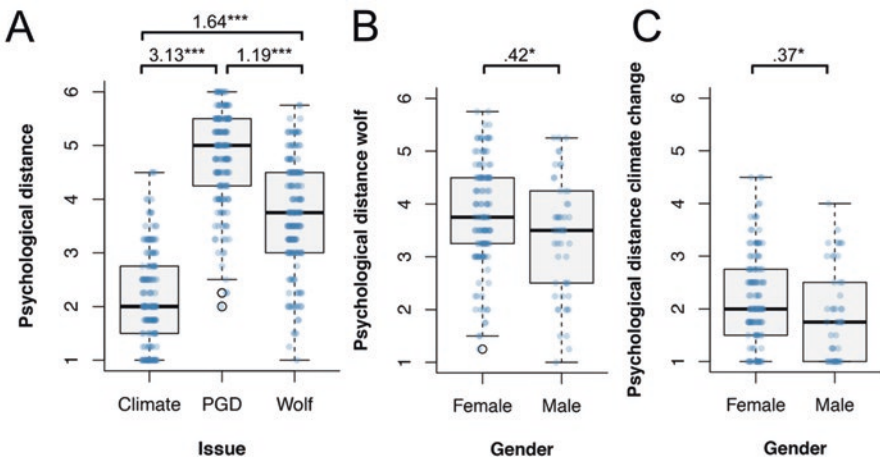 A
1.64***
3.13*** 1.19***
Psychological distance
6
5
4
3
2
1
Climate PGD Wolf
Issue
B
.42*
Psychological distance wolf
6
5
4
3
2
1
Female Male
Gender
C
.37*
Psychological distance climate change
6
5
4
3
2
1
Female Male
Gender